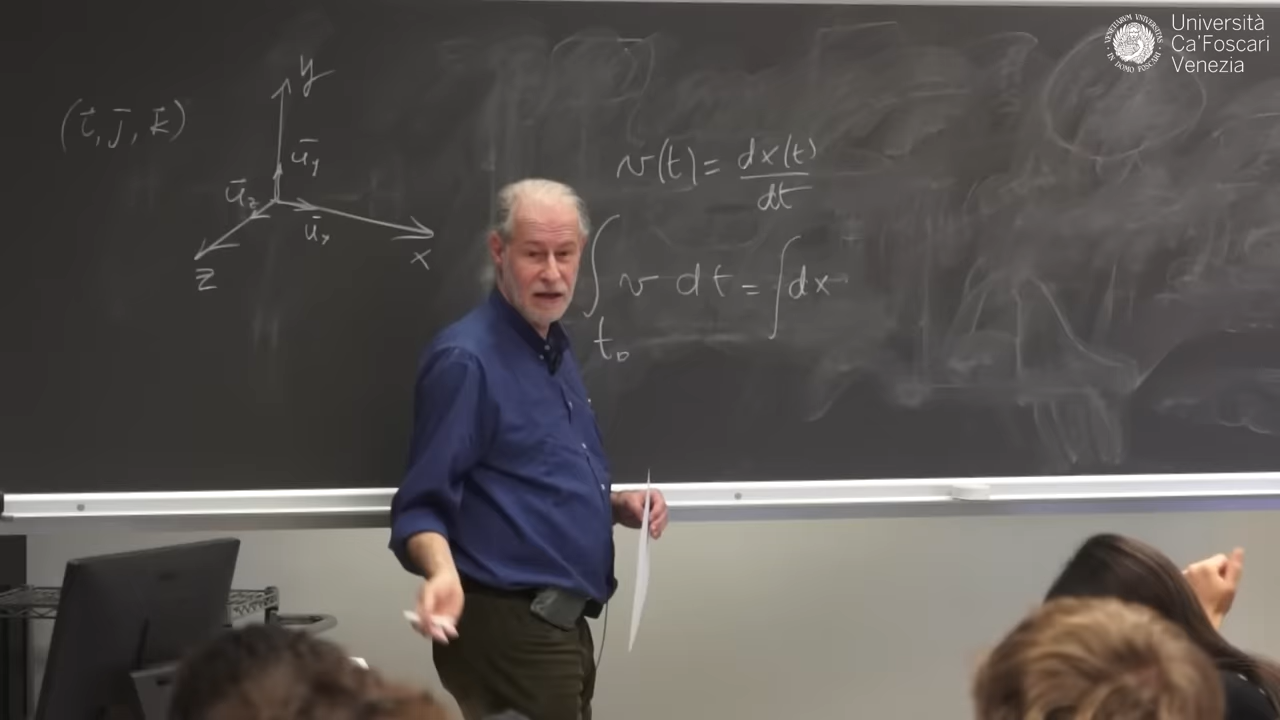 (i⃗, j̄, k̄)
y
ū_y
ū_z
ū_x
x
z
v(t) = dx(t)/dt
∫ v dt = ∫ dx
t₀
Università
Ca'Foscari
Venezia